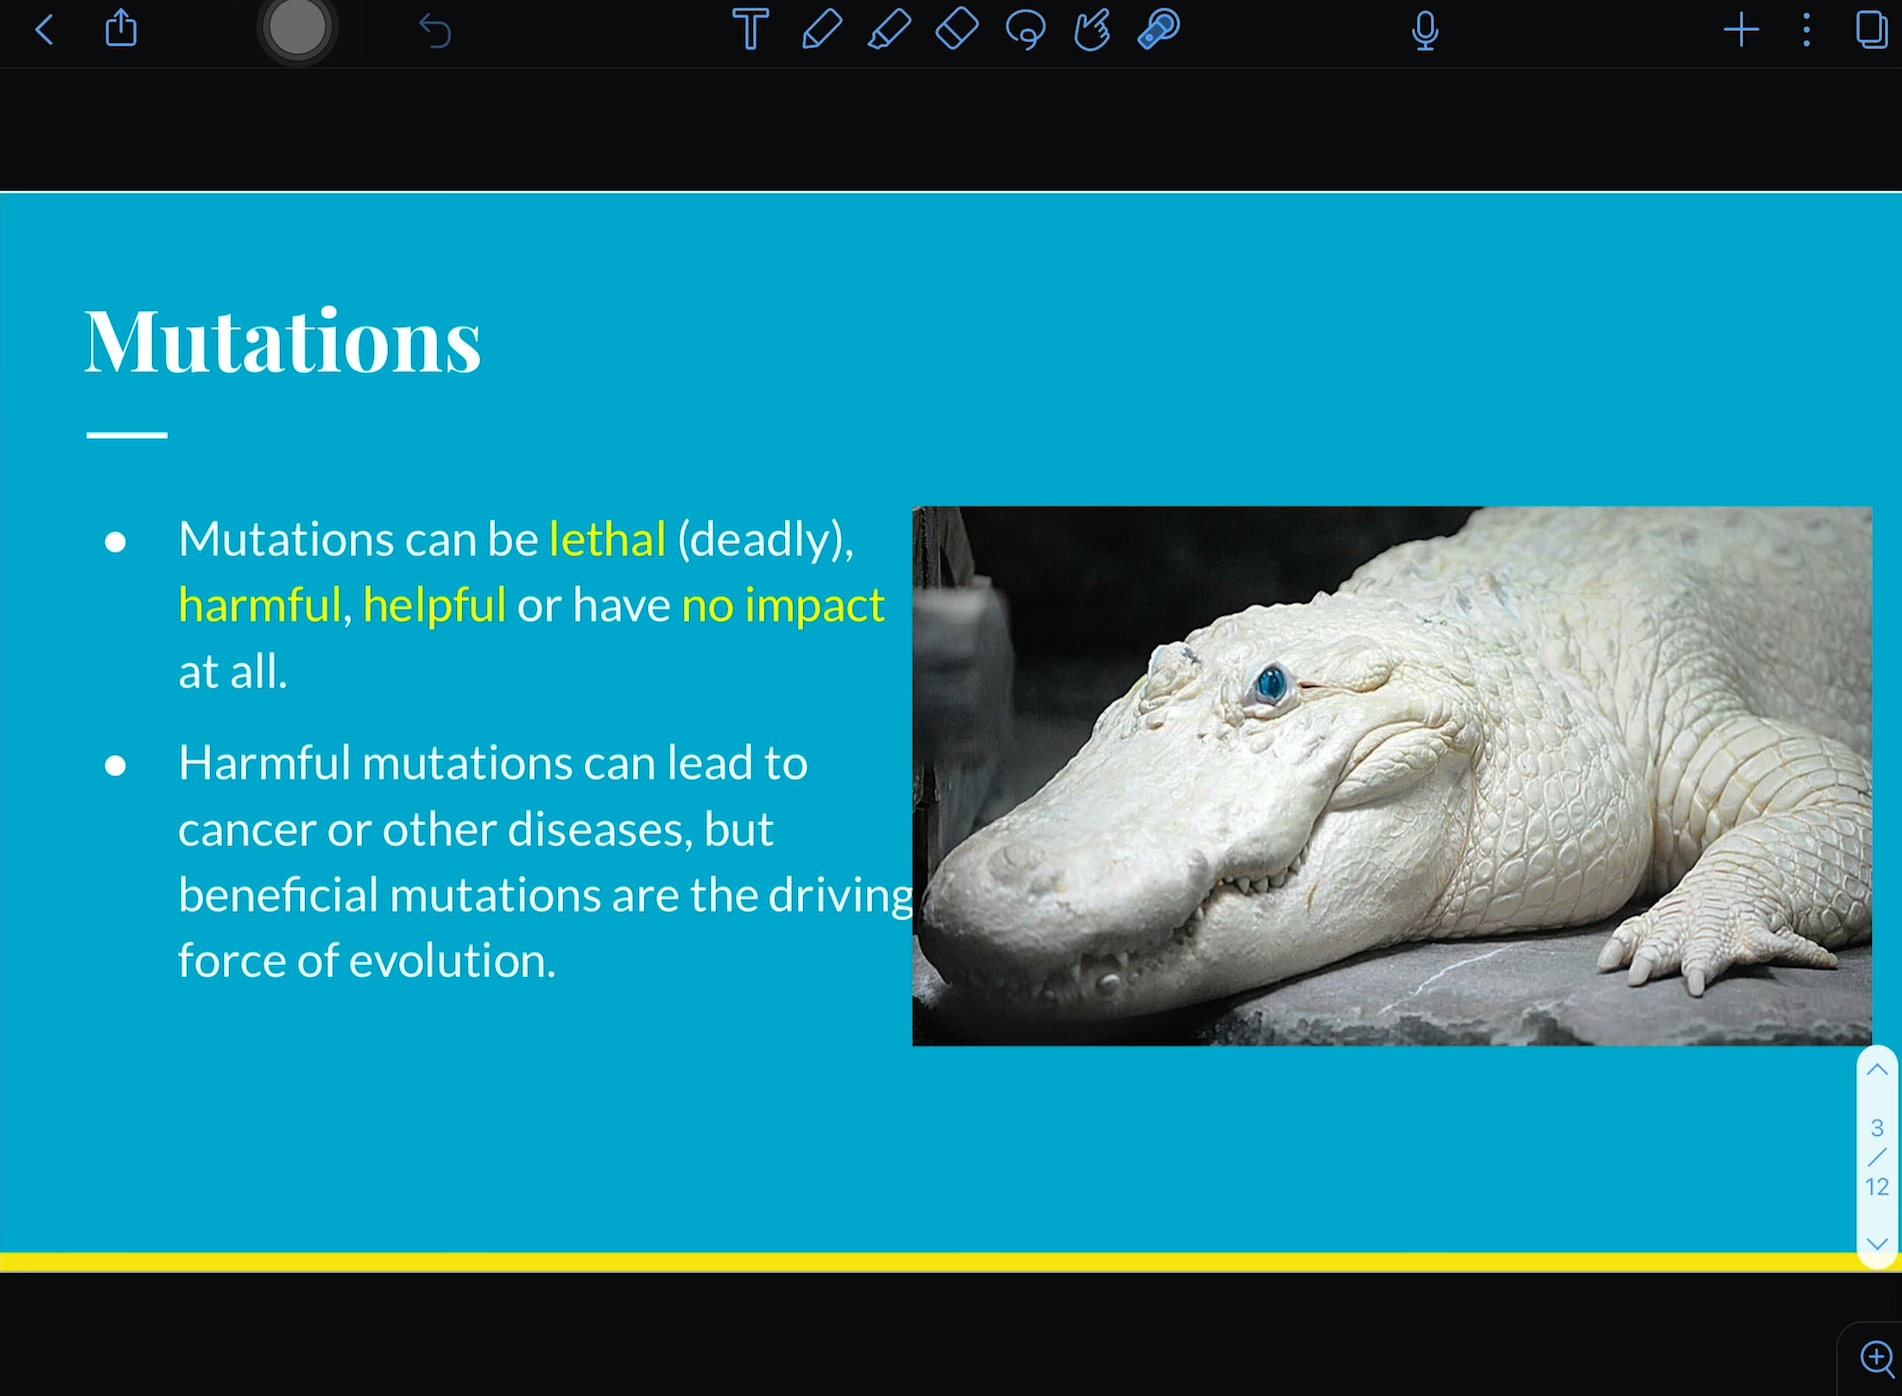 Mutations
● Mutations can be lethal (deadly),
harmful, helpful or have no impact
at all.
● Harmful mutations can lead to
cancer or other diseases, but
beneficial mutations are the driving
force of evolution.
3
/
12